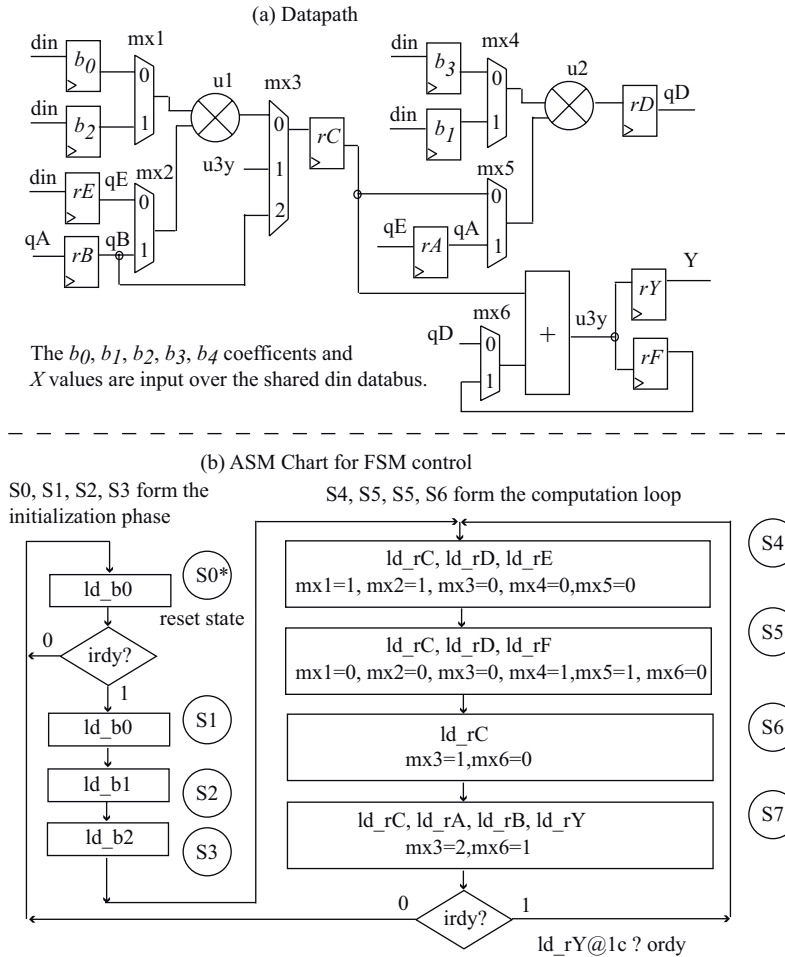 (a) Datapath
din
b0
mx1
0
1
din
b2
u1
mx3
0
1
2
u3y
rC
din
rE
qE
mx2
0
1
qA
rB
qB
din
b3
mx4
0
1
din
b1
u2
rD
qD
mx5
0
1
qE
rA
qA
mx6
qD
0
1
+
u3y
rY
Y
rF
The b0, b1, b2, b3, b4 coefficents and
X values are input over the shared din databus.
(b) ASM Chart for FSM control
S0, S1, S2, S3 form the
initialization phase
S4, S5, S5, S6 form the computation loop
ld_b0
S0*
reset state
0
irdy?
1
ld_b0
S1
ld_b1
S2
ld_b2
S3
ld_rC, ld_rD, ld_rE
mx1=1, mx2=1, mx3=0, mx4=0,mx5=0
S4
ld_rC, ld_rD, ld_rF
mx1=0, mx2=0, mx3=0, mx4=1,mx5=1, mx6=0
S5
ld_rC
mx3=1,mx6=0
S6
ld_rC, ld_rA, ld_rB, ld_rY
mx3=2,mx6=1
S7
0
irdy?
1
ld_rY@1c ? ordy